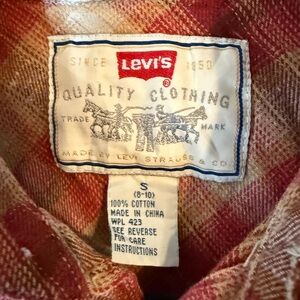 SINCE LEVI'S 1850
®
QUALITY CLOTHING
TRADE MARK
MADE BY LEVI STRAUSS & CO.
S
(8-10)
100% COTTON
MADE IN CHINA
WPL 423
SEE REVERSE
FOR CARE
INSTRUCTIONS